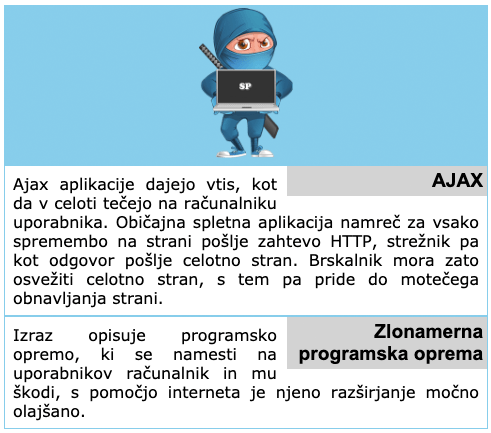 SP
AJAX
Ajax aplikacije dajejo vtis, kot
da v celoti tečejo na računalniku
uporabnika. Običajna spletna aplikacija namreč za vsako
spremembo na strani pošlje zahtevo HTTP, strežnik pa
kot odgovor pošlje celotno stran. Brskalnik mora zato
osvežiti celotno stran, s tem pa pride do motečega
obnavljanja strani.
Zlonamerna
programska oprema
Izraz opisuje programsko
opremo, ki se namesti na
uporabnikov računalnik in mu
škodi, s pomočjo interneta je njeno razširjanje močno
olajšano.